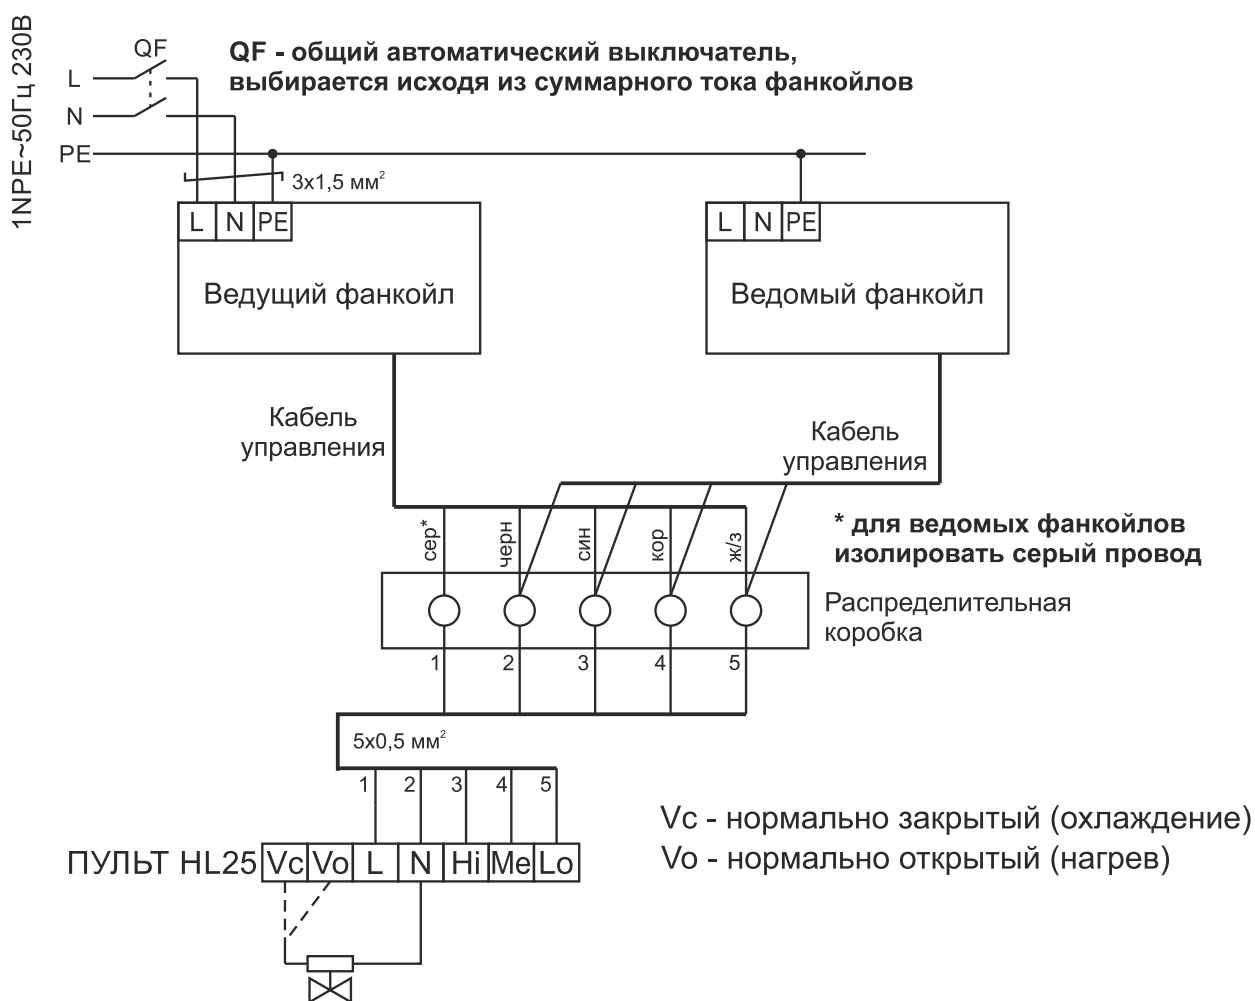 1NPE~50Гц 230В
QF
QF - общий автоматический выключатель,
выбирается исходя из суммарного тока фанкойлов
L
N
PE
3x1,5 мм²
L N PE
L N PE
Ведущий фанкойл
Ведомый фанкойл
Кабель
управления
Кабель
управления
сер* черн син кор ж/з
* для ведомых фанкойлов
изолировать серый провод
Распределительная
коробка
1 2 3 4 5
5x0,5 мм²
1 2 3 4 5
Vc - нормально закрытый (охлаждение)
Vo - нормально открытый (нагрев)
ПУЛЬТ HL25 Vc Vo L N Hi Me Lo